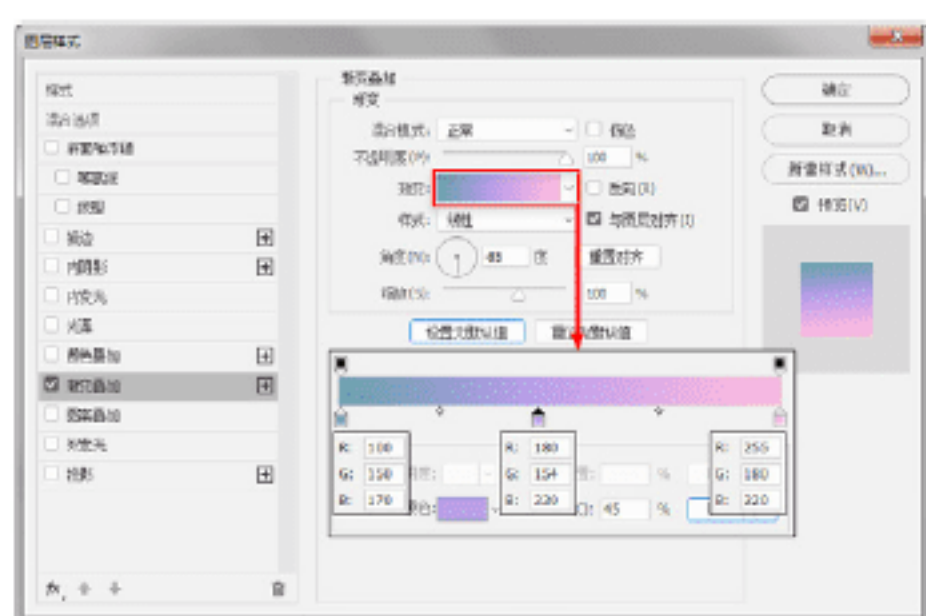 图层样式
样式
混合选项
斜面和浮雕
等高线
纹理
描边
内阴影
内发光
光泽
颜色叠加
渐变叠加
图案叠加
外发光
投影
fx
渐变叠加
渐变
混合模式: 正常 仿色
不透明度(P): 100 %
渐变: 反向(R)
样式: 线性 与图层对齐(I)
角度(N): 度 重置对齐
缩放(S): 100 %
设置为默认值
R: 100 R: 180 R: 255
G: 150 G: 154 G: 180
B: 170 B: 220 B: 220
45 %
确定
取消
新建样式(W)...
预览(V)